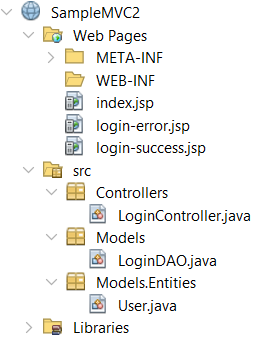 SampleMVC2
Web Pages
META-INF
WEB-INF
index.jsp
login-error.jsp
login-success.jsp
src
Controllers
LoginController.java
Models
LoginDAO.java
Models.Entities
User.java
Libraries